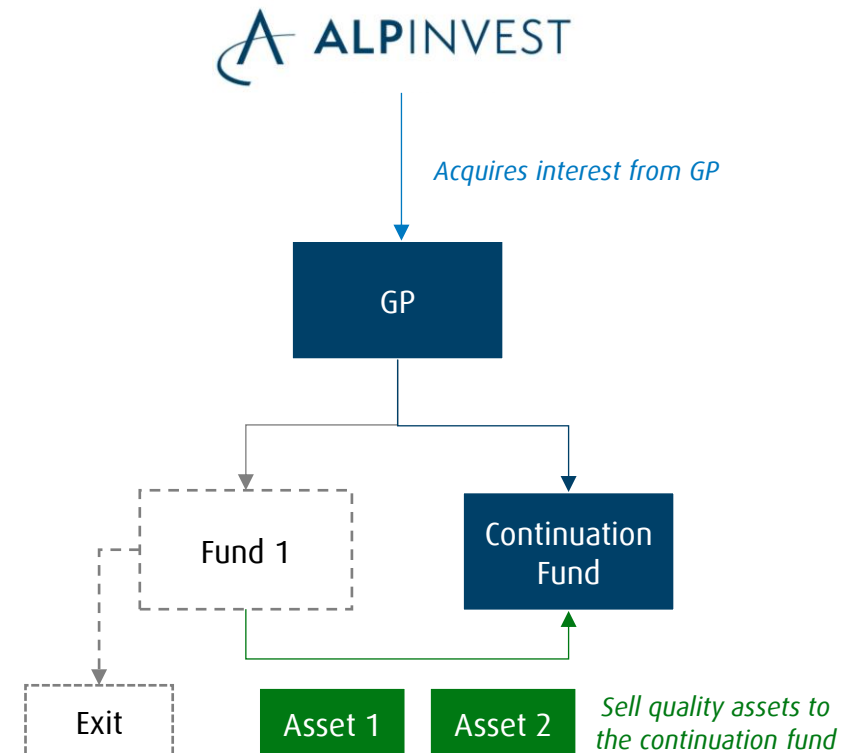 ALPINVEST
Acquires interest from GP
GP
Fund 1
Continuation
Fund
Exit
Asset 1
Asset 2
Sell quality assets to
the continuation fund